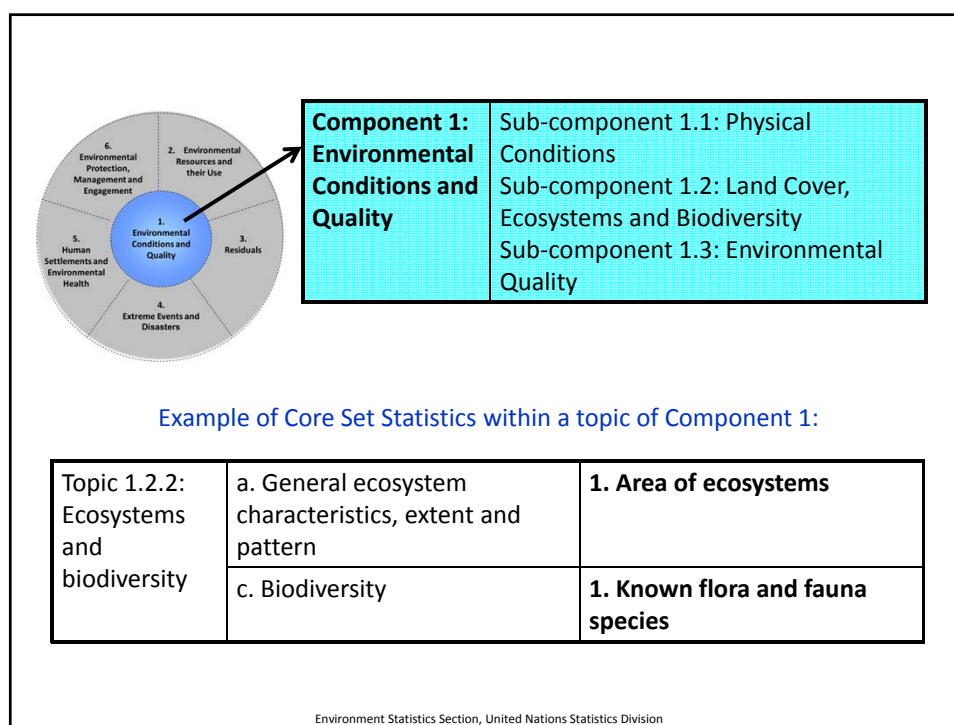 6.
Environmental
Protection,
Management and
Engagement
2. Environmental
Resources and
their Use
1.
Environmental
Conditions and
Quality
3.
Residuals
5.
Human
Settlements and
Environmental
Health
4.
Extreme Events and
Disasters
Component 1:
Environmental
Conditions and
Quality
Sub-component 1.1: Physical
Conditions
Sub-component 1.2: Land Cover,
Ecosystems and Biodiversity
Sub-component 1.3: Environmental
Quality
Example of Core Set Statistics within a topic of Component 1:
Topic 1.2.2:
Ecosystems
and
biodiversity
a. General ecosystem
characteristics, extent and
pattern
1. Area of ecosystems
c. Biodiversity
1. Known flora and fauna
species
Environment Statistics Section, United Nations Statistics Division